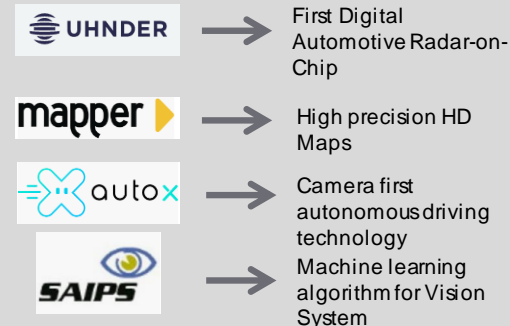 UHNDER
First Digital
Automotive Radar-on-
Chip
mapper
High precision HD
Maps
autox
Camera first
autonomous driving
technology
SAIPS
Machine learning
algorithm for Vision
System